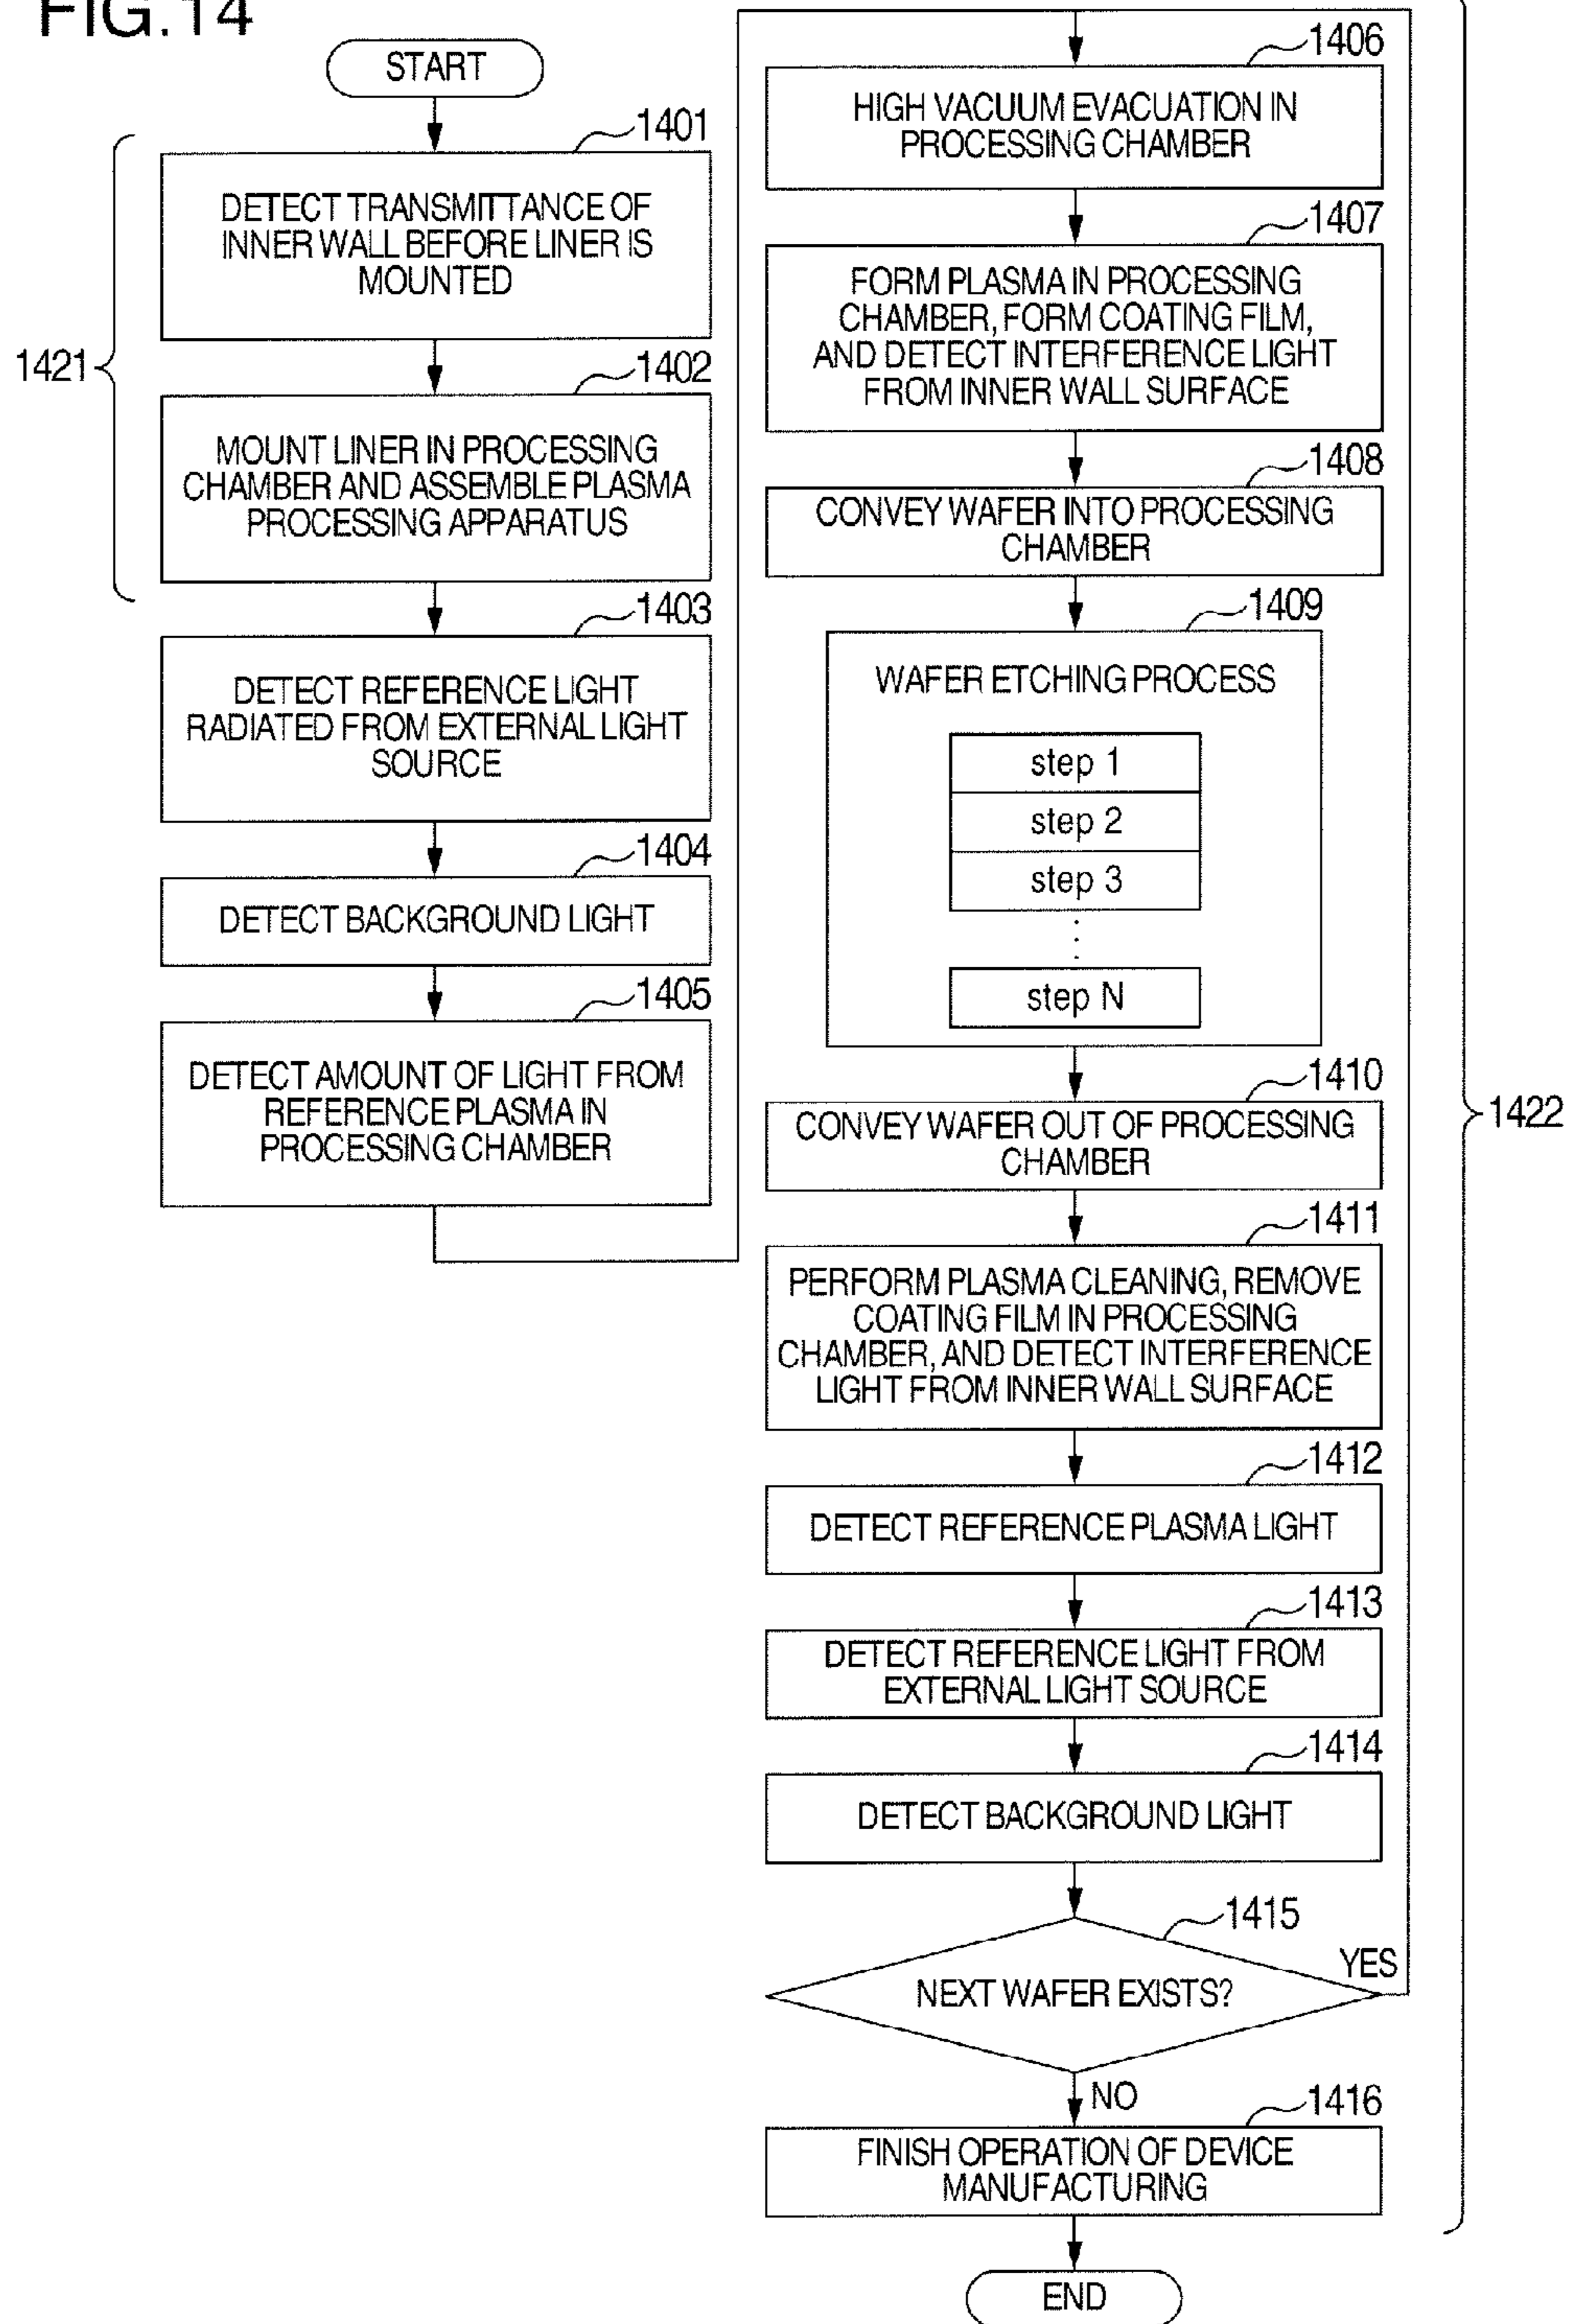 FIG.14
START
1401
DETECT TRANSMITTANCE OF
INNER WALL BEFORE LINER IS
MOUNTED
1421
1402
MOUNT LINER IN PROCESSING
CHAMBER AND ASSEMBLE PLASMA
PROCESSING APPARATUS
1403
DETECT REFERENCE LIGHT
RADIATED FROM EXTERNAL LIGHT
SOURCE
1404
DETECT BACKGROUND LIGHT
1405
DETECT AMOUNT OF LIGHT FROM
REFERENCE PLASMA IN
PROCESSING CHAMBER
1406
HIGH VACUUM EVACUATION IN
PROCESSING CHAMBER
1407
FORM PLASMA IN PROCESSING
CHAMBER, FORM COATING FILM,
AND DETECT INTERFERENCE LIGHT
FROM INNER WALL SURFACE
1408
CONVEY WAFER INTO PROCESSING
CHAMBER
1409
WAFER ETCHING PROCESS
step 1
step 2
step 3
⋮
step N
1410
CONVEY WAFER OUT OF PROCESSING
CHAMBER
1422
1411
PERFORM PLASMA CLEANING, REMOVE
COATING FILM IN PROCESSING
CHAMBER, AND DETECT INTERFERENCE
LIGHT FROM INNER WALL SURFACE
1412
DETECT REFERENCE PLASMA LIGHT
1413
DETECT REFERENCE LIGHT FROM
EXTERNAL LIGHT SOURCE
1414
DETECT BACKGROUND LIGHT
1415
YES
NEXT WAFER EXISTS?
NO
1416
FINISH OPERATION OF DEVICE
MANUFACTURING
END